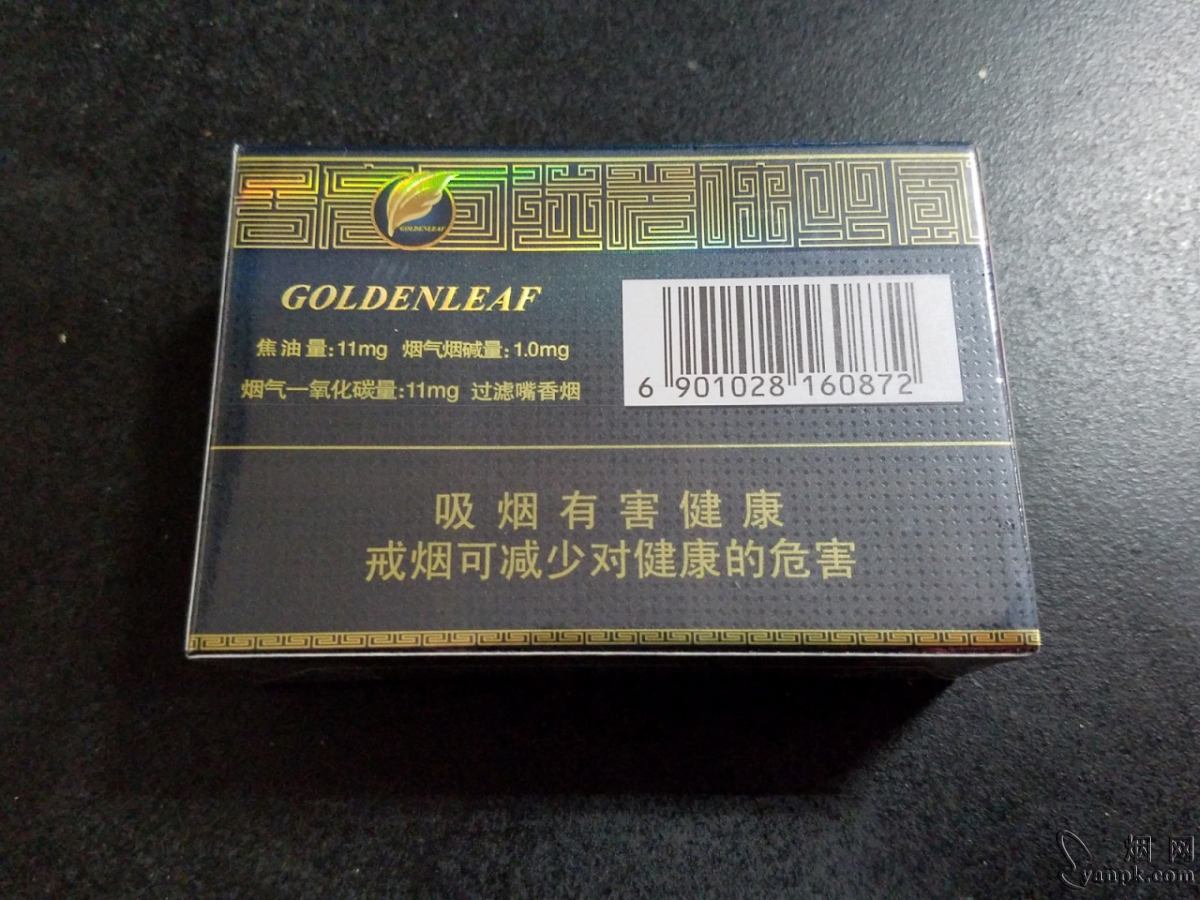 GOLDENLEAF
GOLDENLEAF
焦油量:11mg 烟气烟碱量:1.0mg
烟气一氧化碳量:11mg 过滤嘴香烟
6 901028 160872
吸烟有害健康
戒烟可减少对健康的危害
烟网
yanpk.com